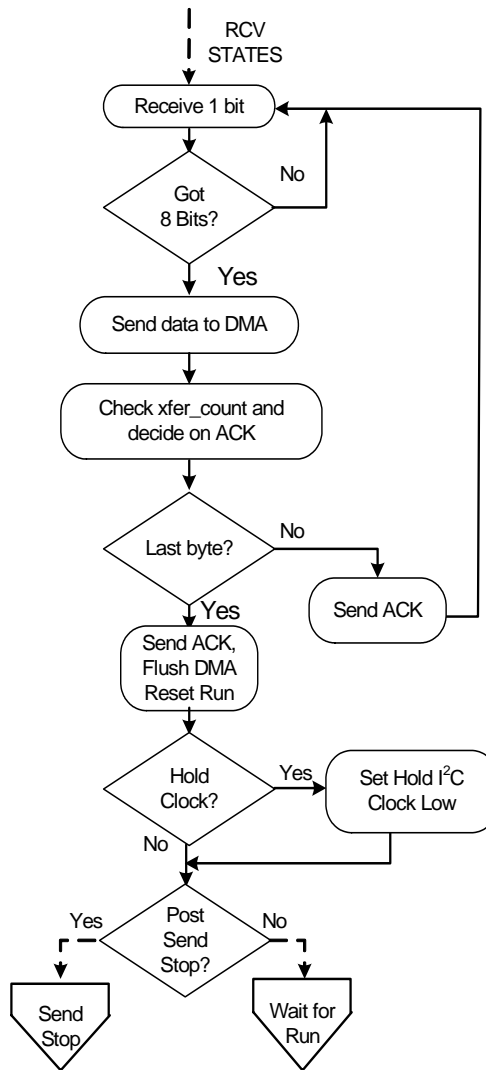 RCV
STATES
Receive 1 bit
No
Got
8 Bits?
Yes
Send data to DMA
Check xfer_count and
decide on ACK
No
Last byte?
Send ACK
Yes
Send ACK,
Flush DMA
Reset Run
Hold
Clock?
Yes
Set Hold I²C
Clock Low
No
Yes
Post
Send
Stop?
No
Send
Stop
Wait for
Run